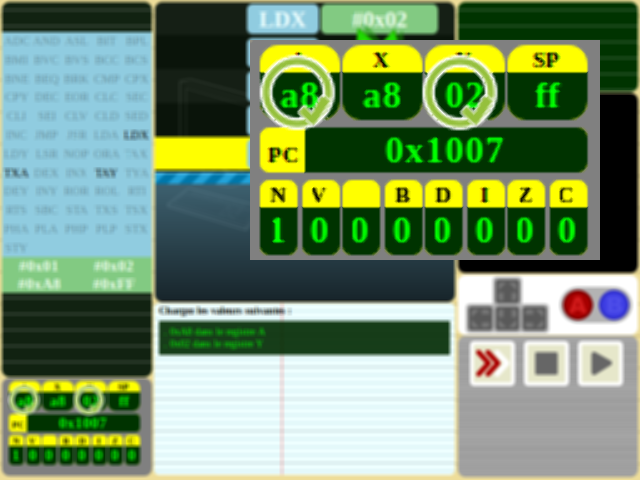 LDX #0x02
ADC AND ASL BIT BPL
BMI BVC BVS BCC BCS
BNE BEQ BRK CMP CPX
CPY DEC EOR CLC SEC
CLI SEI CLV CLD SED
INC JMP JSR LDA LDX
LDY LSR NOP ORA TAX
TXA DEX INX TAY TYA
DEY INY ROR ROL RTI
RTS SBC STA TXS TSX
PHA PLA PHP PLP STX
STY
#0x01 #0x02
#0xA8 #0xFF
X SP
a8 a8 02 ff
PC 0x1007
N V B D I Z C
1 0 0 0 0 0 0 0
Charger les valeurs suivantes :
0xA8 dans le registre A
0x02 dans le registre Y
X SP
a8 a8 02 ff
PC 0x1007
N V B D I Z C
1 0 0 0 0 0 0 0